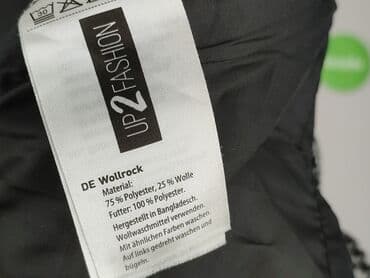 30
UP2FASHION
DE Wollrock
Material:
75 % Polyester, 25 % Wolle
Futter: 100 % Polyester.
Hergestellt in Bangladesch.
Wollwaschmittel verwenden.
Mit ähnlichen Farben waschen.
Auf links gedreht waschen und
bügeln.